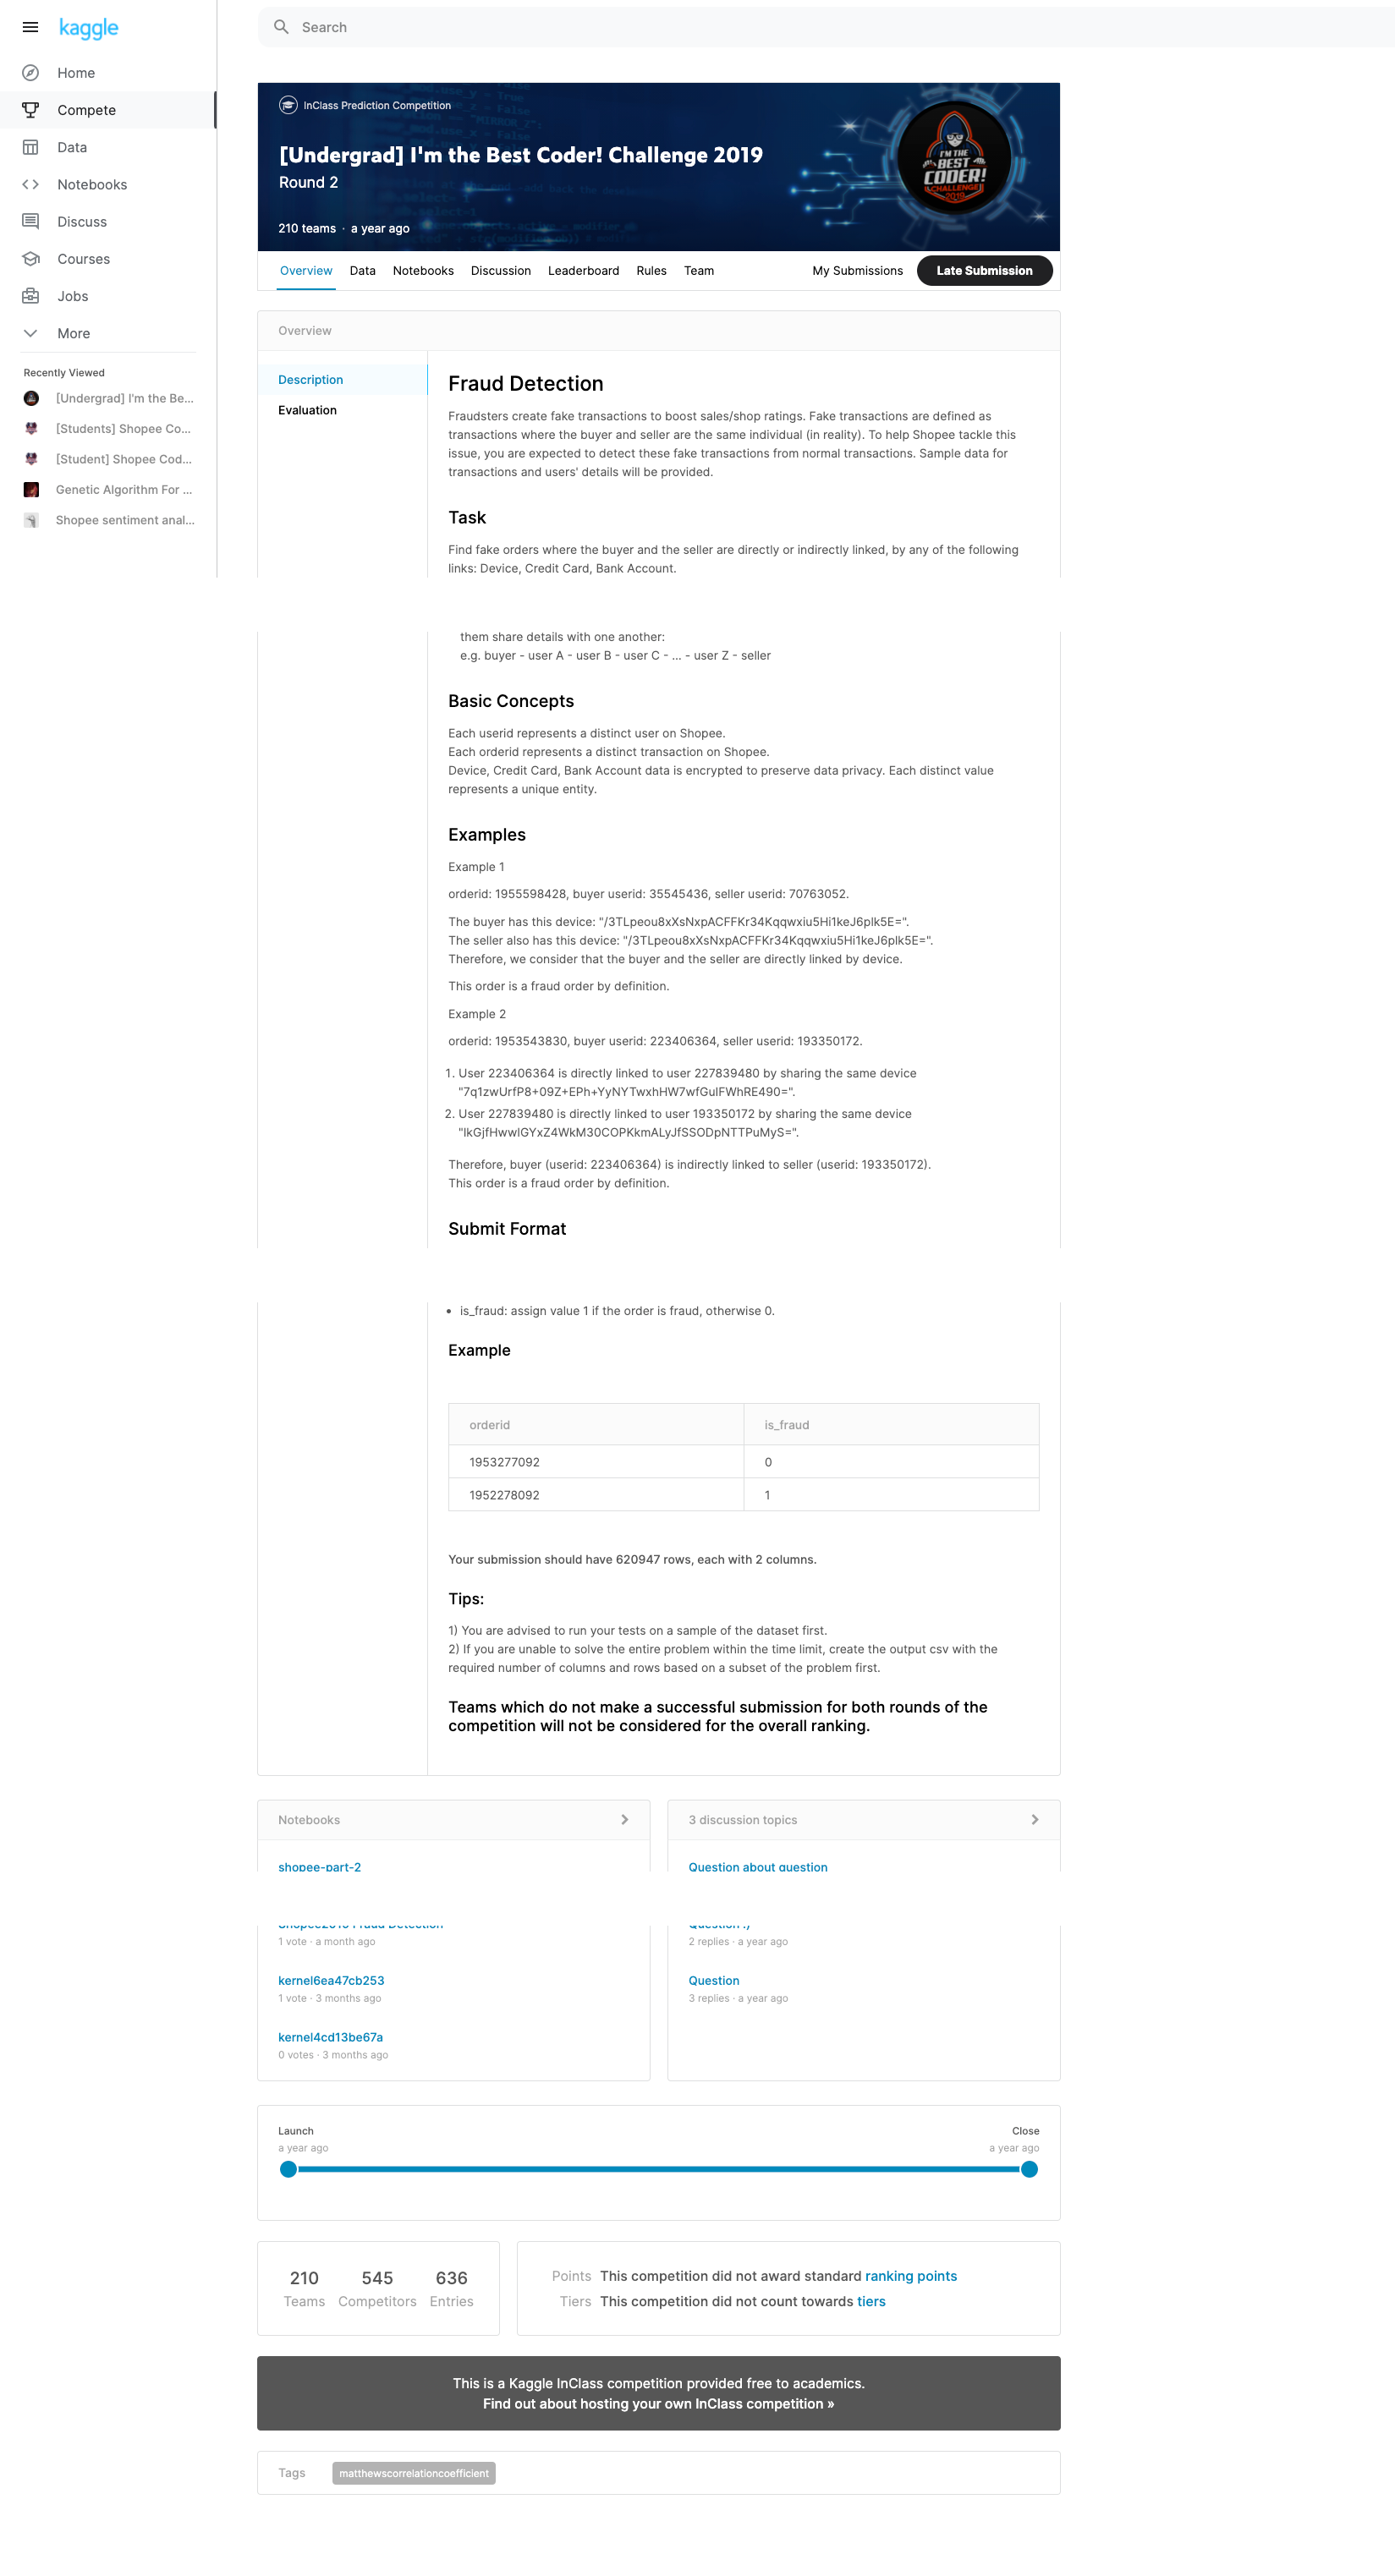 kaggle
Search
Home
Compete
Data
Notebooks
Discuss
Courses
Jobs
More
Recently Viewed
[Undergrad] I'm the Be...
[Students] Shopee Co...
[Student] Shopee Cod...
Genetic Algorithm For ...
Shopee sentiment anal...
InClass Prediction Competition
[Undergrad] I'm the Best Coder! Challenge 2019
Round 2
210 teams · a year ago
I'M THE
BEST
CODER!
CHALLENGE
2019
Overview Data Notebooks Discussion Leaderboard Rules Team My Submissions Late Submission
Overview
Description
Evaluation
Fraud Detection
Fraudsters create fake transactions to boost sales/shop ratings. Fake transactions are defined as
transactions where the buyer and seller are the same individual (in reality). To help Shopee tackle this
issue, you are expected to detect these fake transactions from normal transactions. Sample data for
transactions and users' details will be provided.
Task
Find fake orders where the buyer and the seller are directly or indirectly linked, by any of the following
links: Device, Credit Card, Bank Account.
them share details with one another:
e.g. buyer - user A - user B - user C - ... - user Z - seller
Basic Concepts
Each userid represents a distinct user on Shopee.
Each orderid represents a distinct transaction on Shopee.
Device, Credit Card, Bank Account data is encrypted to preserve data privacy. Each distinct value
represents a unique entity.
Examples
Example 1
orderid: 1955598428, buyer userid: 35545436, seller userid: 70763052.
The buyer has this device: "/3TLpeou8xXsNxpACFFKr34Kqqwxiu5Hi1keJ6plk5E=".
The seller also has this device: "/3TLpeou8xXsNxpACFFKr34Kqqwxiu5Hi1keJ6plk5E=".
Therefore, we consider that the buyer and the seller are directly linked by device.
This order is a fraud order by definition.
Example 2
orderid: 1953543830, buyer userid: 223406364, seller userid: 193350172.
1. User 223406364 is directly linked to user 227839480 by sharing the same device
"7q1zwUrfP8+09Z+EPh+YyNYTwxhHW7wfGulFWhRE490=".
2. User 227839480 is directly linked to user 193350172 by sharing the same device
"IkGjfHwwIGYxZ4WkM30COPKkmALyJfSSODpNTTPuMyS=".
Therefore, buyer (userid: 223406364) is indirectly linked to seller (userid: 193350172).
This order is a fraud order by definition.
Submit Format
• is_fraud: assign value 1 if the order is fraud, otherwise 0.
Example
orderid is_fraud
1953277092 0
1952278092 1
Your submission should have 620947 rows, each with 2 columns.
Tips:
1) You are advised to run your tests on a sample of the dataset first.
2) If you are unable to solve the entire problem within the time limit, create the output csv with the
required number of columns and rows based on a subset of the problem first.
Teams which do not make a successful submission for both rounds of the
competition will not be considered for the overall ranking.
Notebooks
shopee-part-2
Shopee2019 Fraud Detection
1 vote · a month ago
kernel6ea47cb253
1 vote · 3 months ago
kernel4cd13be67a
0 votes · 3 months ago
3 discussion topics
Question about question
Question :)
2 replies · a year ago
Question
3 replies · a year ago
Launch
a year ago
Close
a year ago
210 545 636
Teams Competitors Entries
Points This competition did not award standard ranking points
Tiers This competition did not count towards tiers
This is a Kaggle InClass competition provided free to academics.
Find out about hosting your own InClass competition »
Tags matthewscorrelationcoefficient